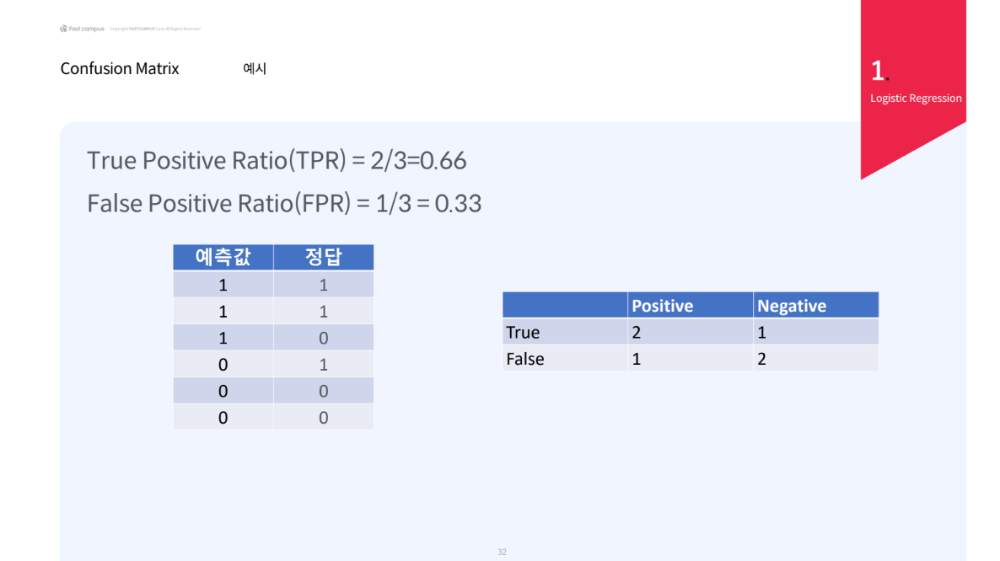 fast campus Copyright FASTCAMPUS Corp. All Rights Reserved
Confusion Matrix 예시
1.
Logistic Regression
True Positive Ratio(TPR) = 2/3=0.66
False Positive Ratio(FPR) = 1/3 = 0.33
예측값 정답
1 1
1 1
1 0
0 1
0 0
0 0
Positive Negative
True 2 1
False 1 2
32